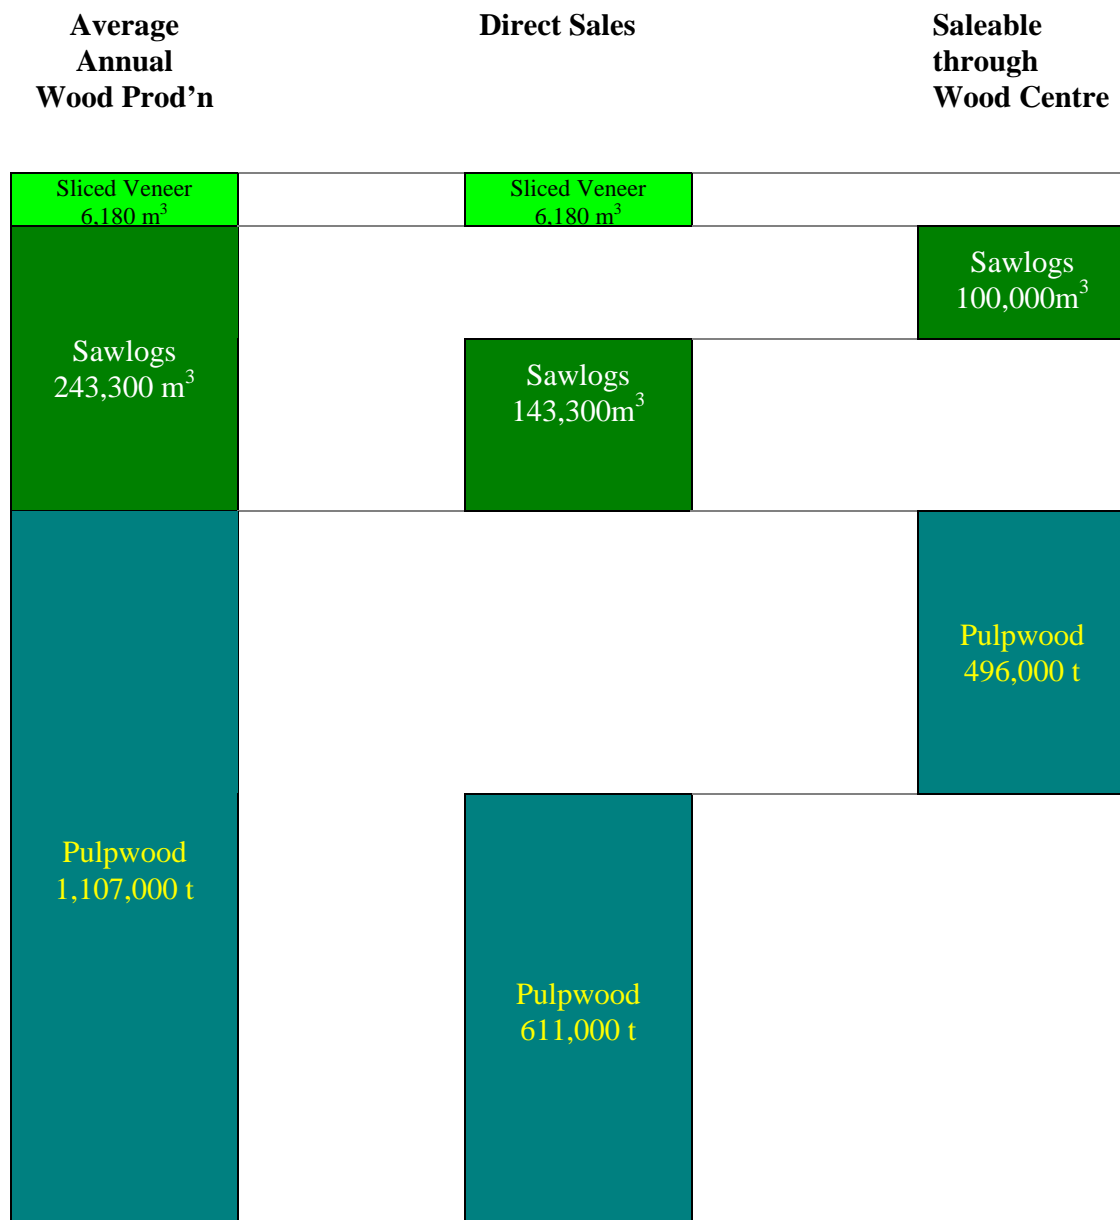 Average
Annual
Wood Prod’n
Direct Sales
Saleable
through
Wood Centre
Sliced Veneer
6,180 m³
Sliced Veneer
6,180 m³
Sawlogs
100,000m³
Sawlogs
243,300 m³
Sawlogs
143,300m³
Pulpwood
496,000 t
Pulpwood
1,107,000 t
Pulpwood
611,000 t